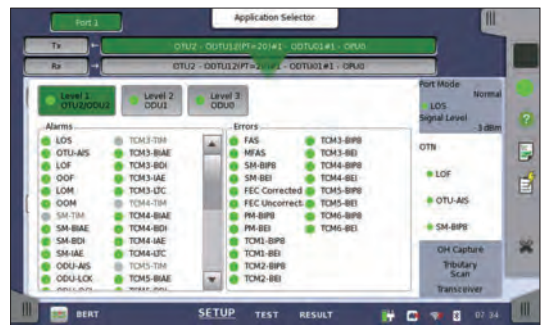 Port 1
Application Selector
Tx
OTU2 - ODTU12(PT=20)#1 - ODTU01#1 - OPU0
Rx
OTU2 - ODTU12(PT=20)#1 - ODTU01#1 - OPU0
Level 1
OTU2/ODU2
Level 2
ODU1
Level 3
ODU0
Alarms
LOS
OTU-AIS
LOF
OOF
LOM
OOM
SM-TIM
SM-BIAE
SM-BDI
SM-IAE
ODU-AIS
ODU-LCK
TCM3-TIM
TCM3-BIAE
TCM3-BDI
TCM3-IAE
TCM3-LTC
TCM4-TIM
TCM4-BIAE
TCM4-BDI
TCM4-IAE
TCM4-LTC
TCM5-TIM
TCM5-BIAE
Errors
FAS
MFAS
SM-BIP8
SM-BEI
FEC Corrected
FEC Uncorrect.
PM-BIP8
PM-BEI
TCM1-BIP8
TCM1-BEI
TCM2-BIP8
TCM2-BEI
TCM3-BIP8
TCM3-BEI
TCM4-BIP8
TCM4-BEI
TCM5-BIP8
TCM5-BEI
TCM6-BIP8
TCM6-BEI
Port Mode
Normal
LOS
Signal Level
3 dBm
OTN
LOF
OTU-AIS
SM-BIP8
OH Capture
Tributary
Scan
Transceiver
BERT
SETUP
TEST
RESULT
07:34